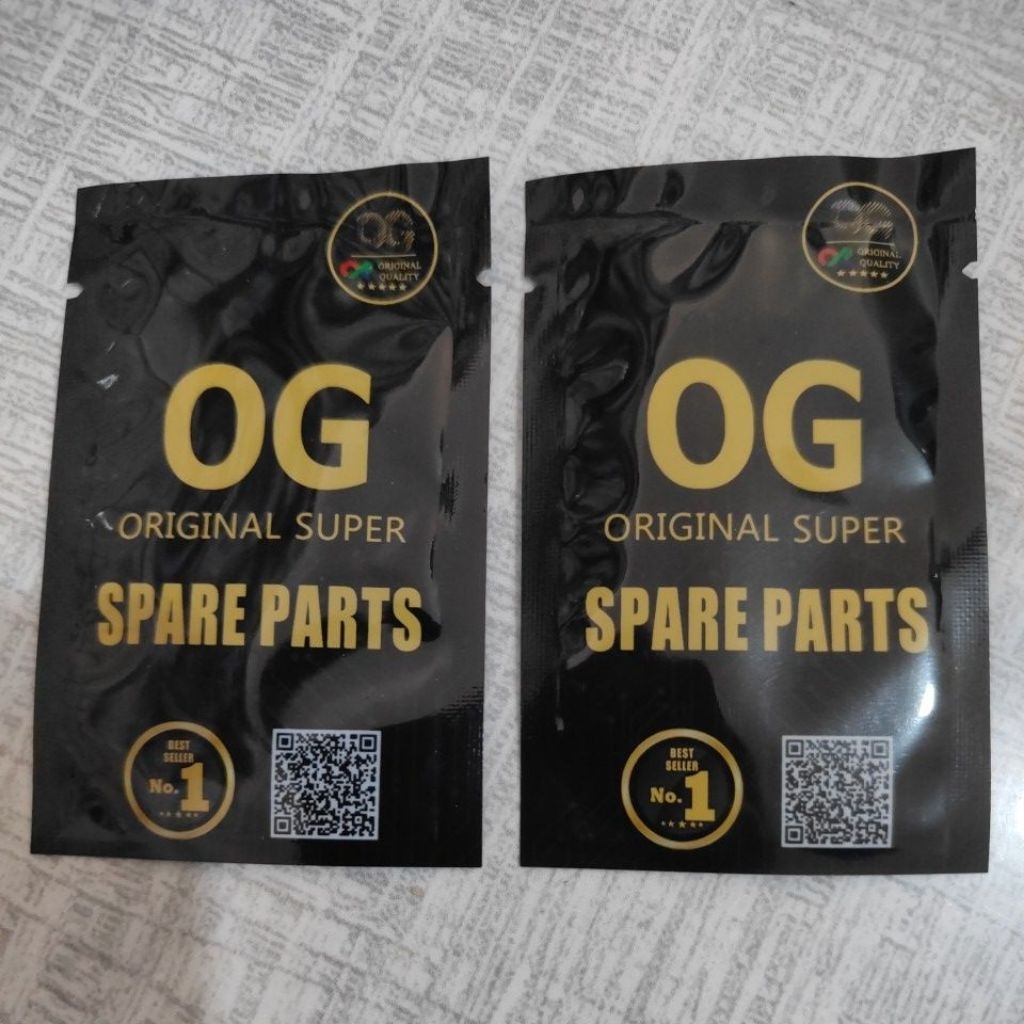 OG
ORIGINAL
QUALITY
OG
ORIGINAL SUPER
SPARE PARTS
BEST
SELLER
No.1
OG
ORIGINAL
QUALITY
OG
ORIGINAL SUPER
SPARE PARTS
BEST
SELLER
No.1